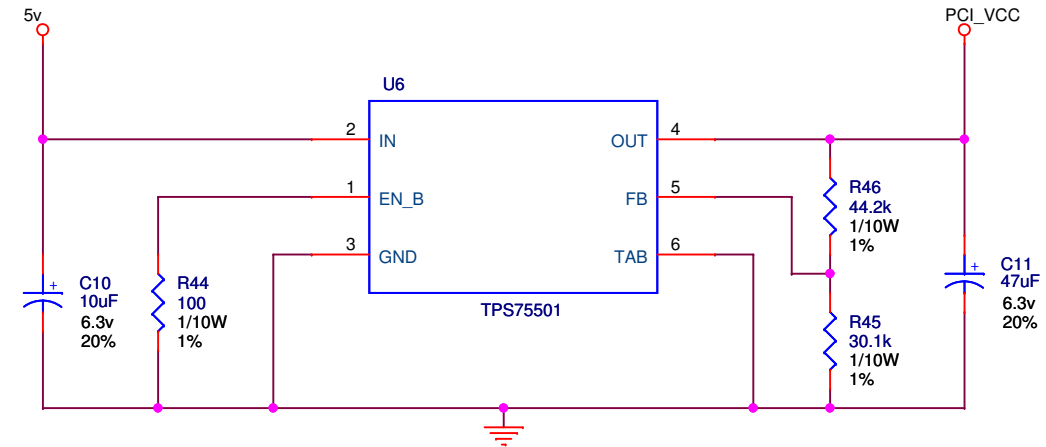 5v
PCI_VCC
U6
2
IN
OUT
4
1
EN_B
FB
5
3
GND
TAB
6
TPS75501
+
C10
10uF
6.3v
20%
R44
100
1/10W
1%
R46
44.2k
1/10W
1%
R45
30.1k
1/10W
1%
+
C11
47uF
6.3v
20%